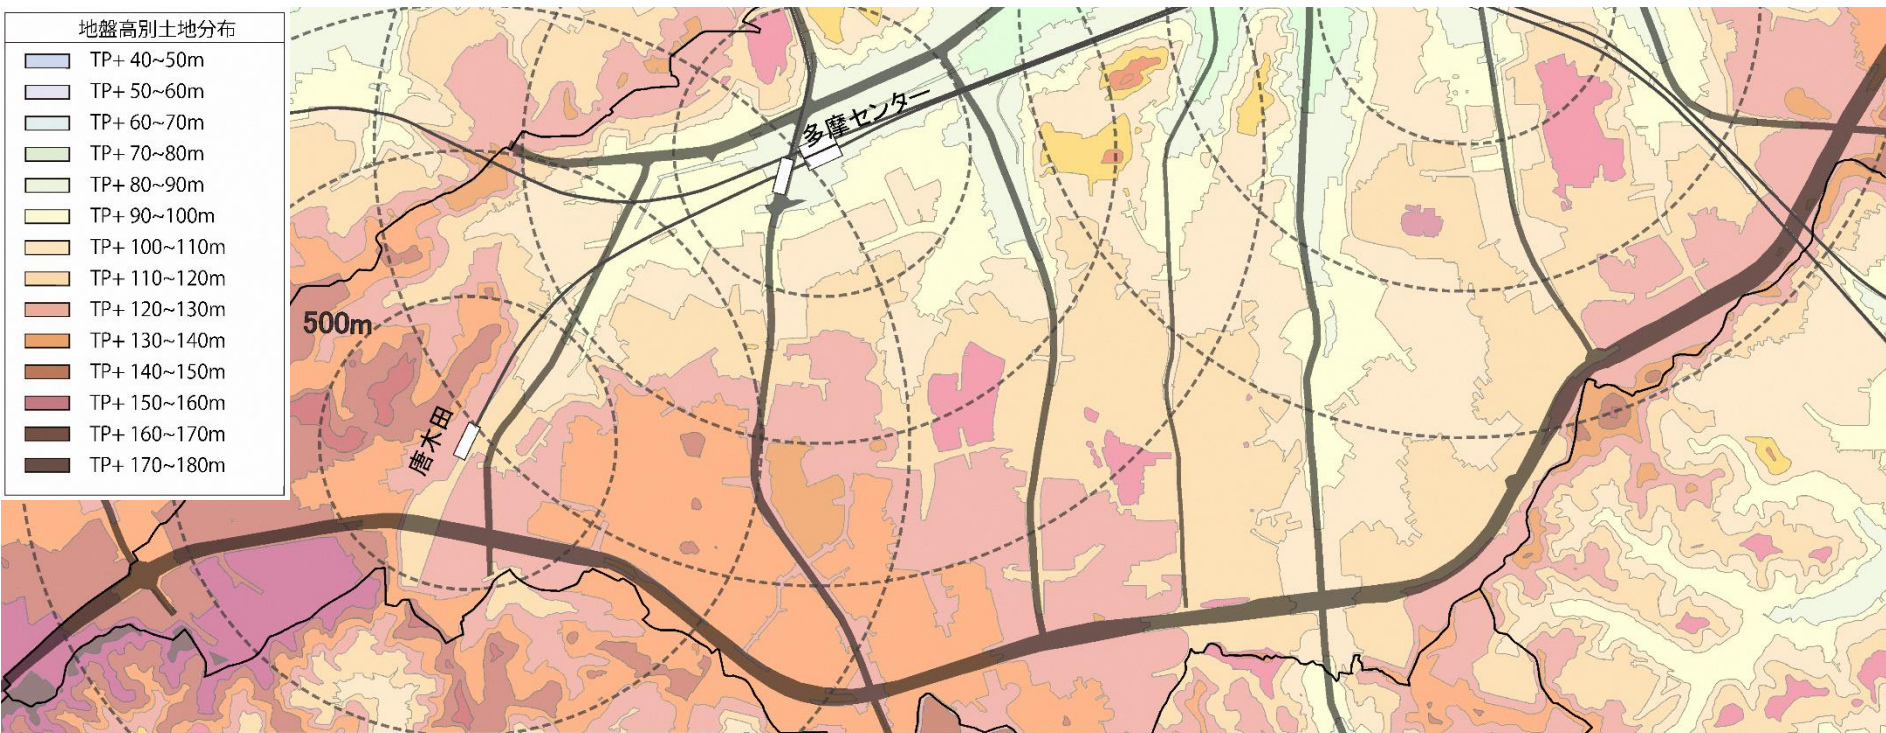 地盤高別土地分布
TP+ 40~50m
TP+ 50~60m
TP+ 60~70m
TP+ 70~80m
TP+ 80~90m
TP+ 90~100m
TP+ 100~110m
TP+ 110~120m
TP+ 120~130m
TP+ 130~140m
TP+ 140~150m
TP+ 150~160m
TP+ 160~170m
TP+ 170~180m
多摩センター
500m
唐木田